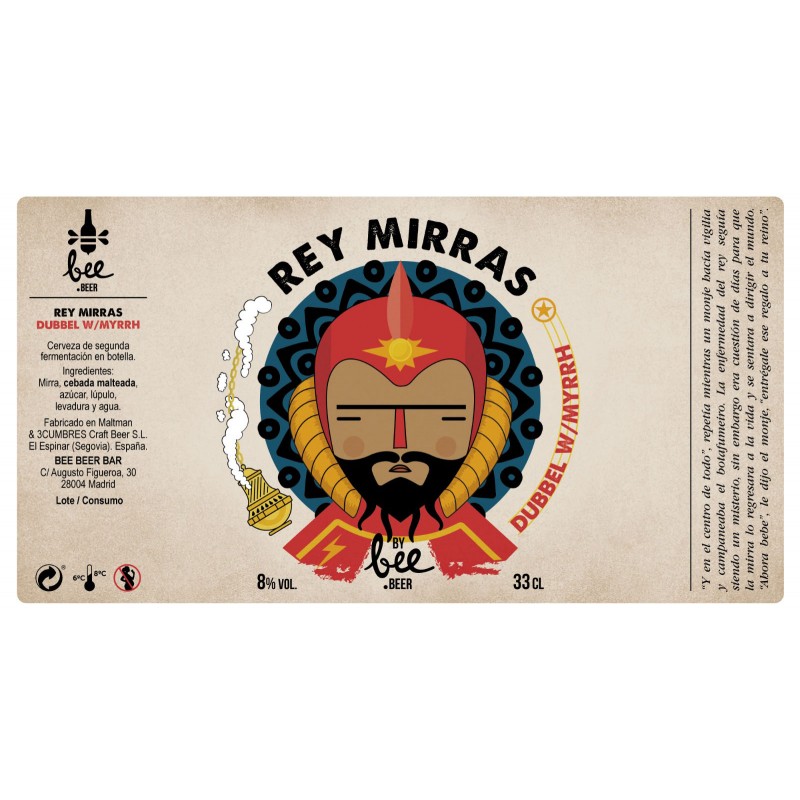 bee
.BEER
REY MIRRAS
DUBBEL W/MYRRH
Cerveza de segunda
fermentación en botella.
Ingredientes:
Mirra, cebada malteada,
azúcar, lúpulo,
levadura y agua.
Fabricado en Maltman
& 3CUMBRES Craft Beer S.L.
El Espinar (Segovia). España.
BEE BEER BAR
C/ Augusto Figueroa, 30
28004 Madrid
Lote / Consumo
6ºC 8ºC
REY MIRRAS
DUBBEL W/MYRRH
BY
bee
.BEER
8% VOL.
33 CL
"Y en el centro de todo", repetía mientras un monje hacía vigilia
y campaneaba el botafumeiro. La enfermedad del rey seguía
siendo un misterio, sin embargo era cuestión de días para que
la mirra lo regresara a la vida y se sentara a dirigir el mundo.
"Ahora bebe", le dijo el monje, "entrégale ese regalo a tu reino".